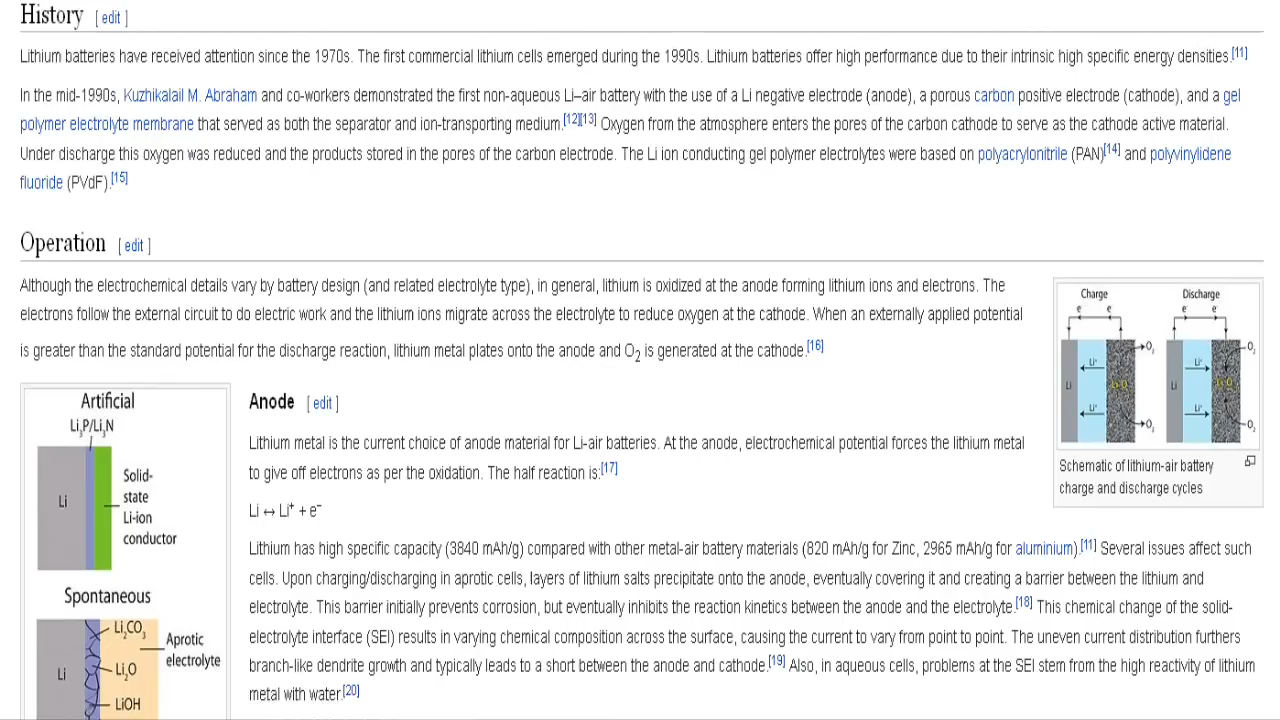 History [ edit ]
Lithium batteries have received attention since the 1970s. The first commercial lithium cells emerged during the 1990s. Lithium batteries offer high performance due to their intrinsic high specific energy densities.[11]
In the mid-1990s, Kuzhikalail M. Abraham and co-workers demonstrated the first non-aqueous Li–air battery with the use of a Li negative electrode (anode), a porous carbon positive electrode (cathode), and a gel
polymer electrolyte membrane that served as both the separator and ion-transporting medium.[12][13] Oxygen from the atmosphere enters the pores of the carbon cathode to serve as the cathode active material.
Under discharge this oxygen was reduced and the products stored in the pores of the carbon electrode. The Li ion conducting gel polymer electrolytes were based on polyacrylonitrile (PAN)[14] and polyvinylidene
fluoride (PVdF).[15]
Operation [ edit ]
Although the electrochemical details vary by battery design (and related electrolyte type), in general, lithium is oxidized at the anode forming lithium ions and electrons. The
electrons follow the external circuit to do electric work and the lithium ions migrate across the electrolyte to reduce oxygen at the cathode. When an externally applied potential
is greater than the standard potential for the discharge reaction, lithium metal plates onto the anode and O₂ is generated at the cathode.[16]
Charge Discharge
e⁻ e⁻ e⁻ e⁻
O₂ O₂
Li⁺ Li⁺
Li Li
Li⁺ Li⁺
O₂ O₂
Schematic of lithium-air battery
charge and discharge cycles
Artificial
Li₃P/Li₃N
Li
Solid-
state
Li-ion
conductor
Spontaneous
Li₂CO₃
Aprotic
electrolyte
Li
Li₂O
LiOH
Anode [ edit ]
Lithium metal is the current choice of anode material for Li-air batteries. At the anode, electrochemical potential forces the lithium metal
to give off electrons as per the oxidation. The half reaction is:[17]
Li ↔ Li⁺ + e⁻
Lithium has high specific capacity (3840 mAh/g) compared with other metal-air battery materials (820 mAh/g for Zinc, 2965 mAh/g for aluminium).[11] Several issues affect such
cells. Upon charging/discharging in aprotic cells, layers of lithium salts precipitate onto the anode, eventually covering it and creating a barrier between the lithium and
electrolyte. This barrier initially prevents corrosion, but eventually inhibits the reaction kinetics between the anode and the electrolyte.[18] This chemical change of the solid-
electrolyte interface (SEI) results in varying chemical composition across the surface, causing the current to vary from point to point. The uneven current distribution furthers
branch-like dendrite growth and typically leads to a short between the anode and cathode.[19] Also, in aqueous cells, problems at the SEI stem from the high reactivity of lithium
metal with water.[20]